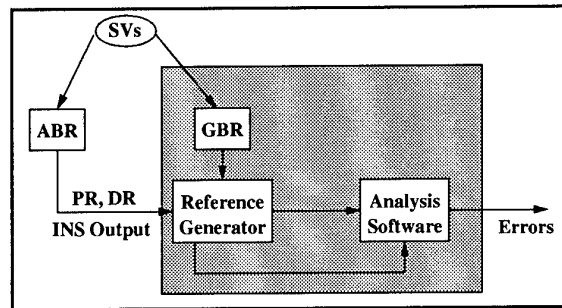 SVs
ABR
GBR
PR, DR
INS Output
Reference
Generator
Analysis
Software
Errors